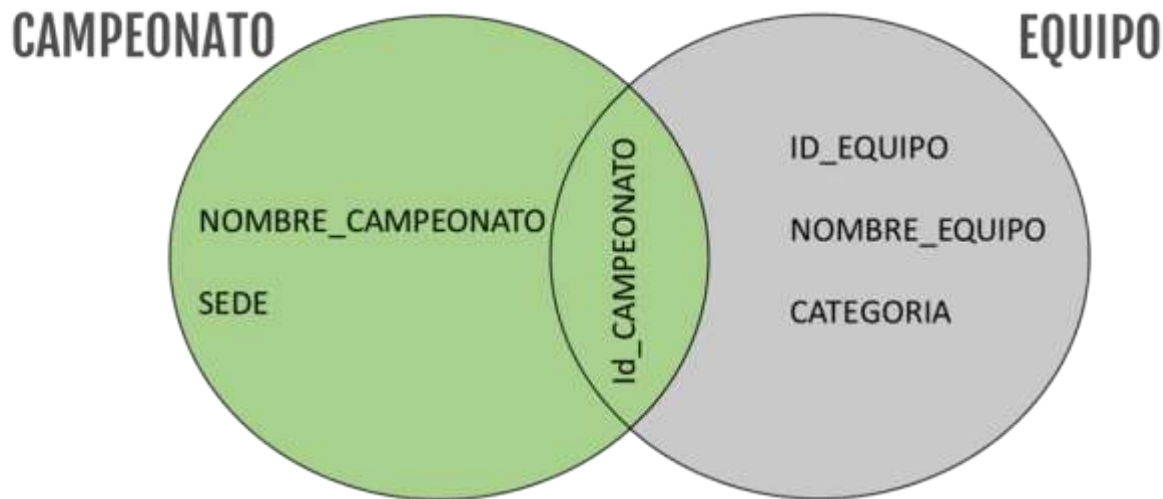 CAMPEONATO
EQUIPO
NOMBRE_CAMPEONATO
SEDE
Id_CAMPEONATO
ID_EQUIPO
NOMBRE_EQUIPO
CATEGORIA